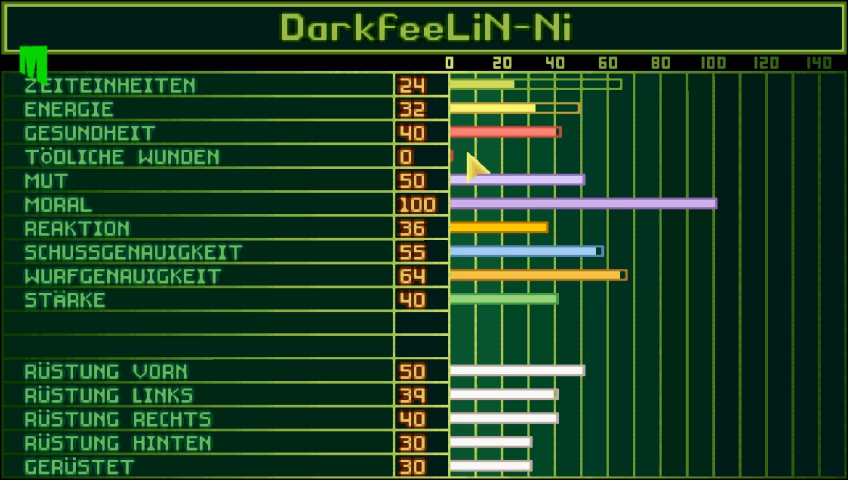 DarkfeeLiN-Ni
M
0 20 40 60 80 100 120 140
ZEITEINHEITEN 24
ENERGIE 32
GESUNDHEIT 40
TÖDLICHE WUNDEN 0
MUT 50
MORAL 100
REAKTION 36
SCHUSSGENAUIGKEIT 55
WURFGENAUIGKEIT 64
STÄRKE 40
RÜSTUNG VORN 50
RÜSTUNG LINKS 39
RÜSTUNG RECHTS 40
RÜSTUNG HINTEN 30
GERÜSTET 30